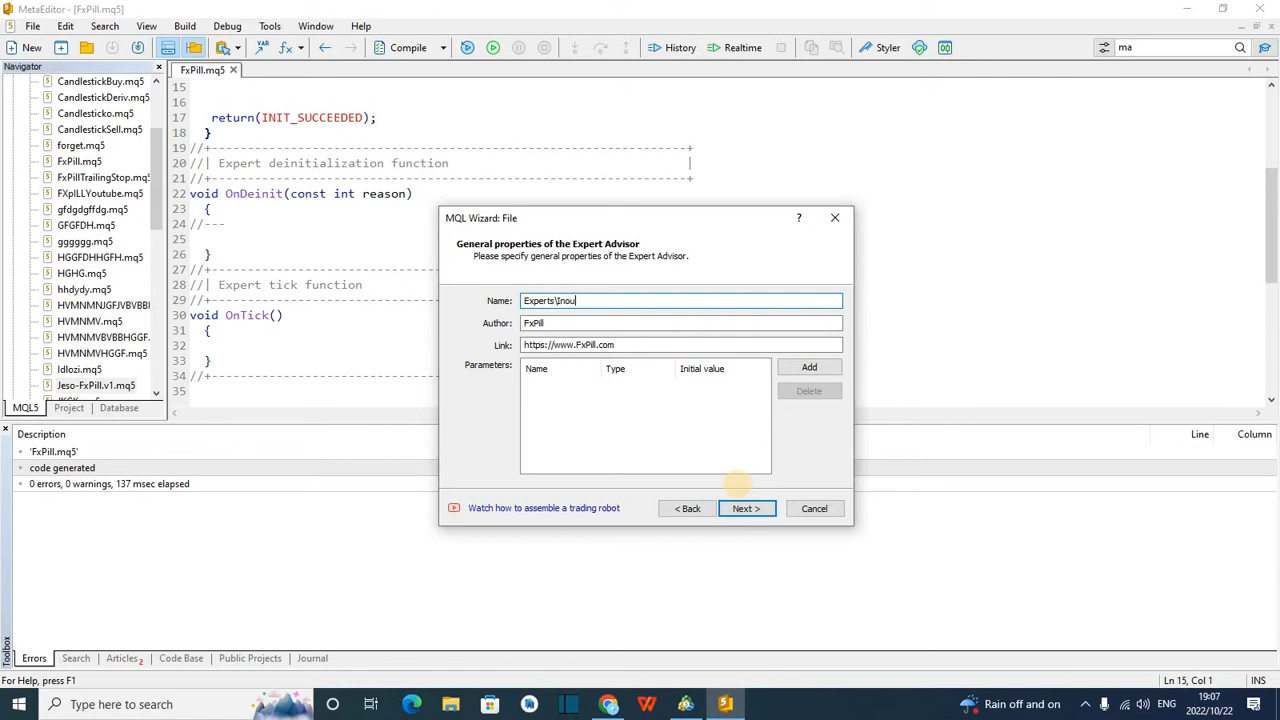 MetaEditor - [FxPill.mq5]
File Edit Search View Build Debug Tools Window Help
New Compile History Realtime Styler ma
Navigator
FxPill.mq5
CandlestickBuy.mq5
CandlestickDeriv.mq5
Candlesticko.mq5
CandlestickSell.mq5
forget.mq5
FxPill.mq5
FxPillTrailingStop.mq5
FXpILLYoutube.mq5
gfdgdgffdg.mq5
GFGFDH.mq5
gggggg.mq5
HGGFDHHGFH.mq5
HGHG.mq5
hhdydy.mq5
HVMNMNJGFJVBVBB
HVMNMV.mq5
HVMNMVBVBBHGGF
HVMNMVHGGF.mq5
Idlozi.mq5
Jeso-FxPill.v1.mq5
MQL5 Project Database
15
16
17 return(INIT_SUCCEEDED);
18 }
19 //+------------------------------------------------------------------+
20 //| Expert deinitialization function |
21 //+------------------------------------------------------------------+
22 void OnDeinit(const int reason)
23 {
24 //---
25
26 }
27 //+----------------------------------
28 //| Expert tick function
29 //+----------------------------------
30 void OnTick()
31 {
32
33 }
34 //+----------------------------------
35
MQL Wizard: File ?
General properties of the Expert Advisor
Please specify general properties of the Expert Advisor.
Name: Experts\Inou
Author: FxPill
Link: https://www.FxPill.com
Parameters: Name Type Initial value
Add
Delete
Watch how to assemble a trading robot < Back Next > Cancel
Description Line Column
'FxPill.mq5'
code generated
0 errors, 0 warnings, 137 msec elapsed
Toolbox
Errors Search Articles2 Code Base Public Projects Journal
For Help, press F1 Ln 15, Col 1 INS
Type here to search Rain off and on ENG 19:07
2022/10/22